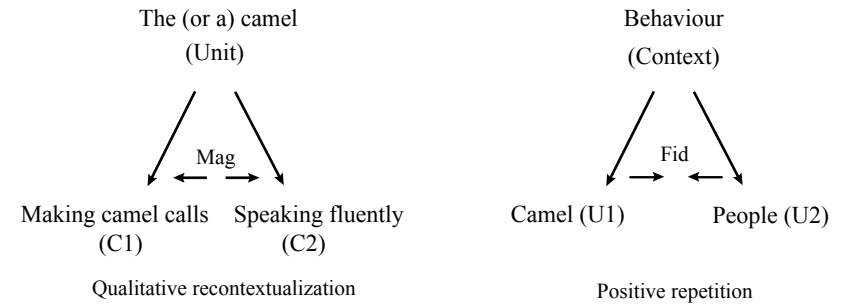 The (or a) camel
(Unit)
Mag
Making camel calls
(C1)
Speaking fluently
(C2)
Qualitative recontextualization
Behaviour
(Context)
Fid
Camel (U1)
People (U2)
Positive repetition